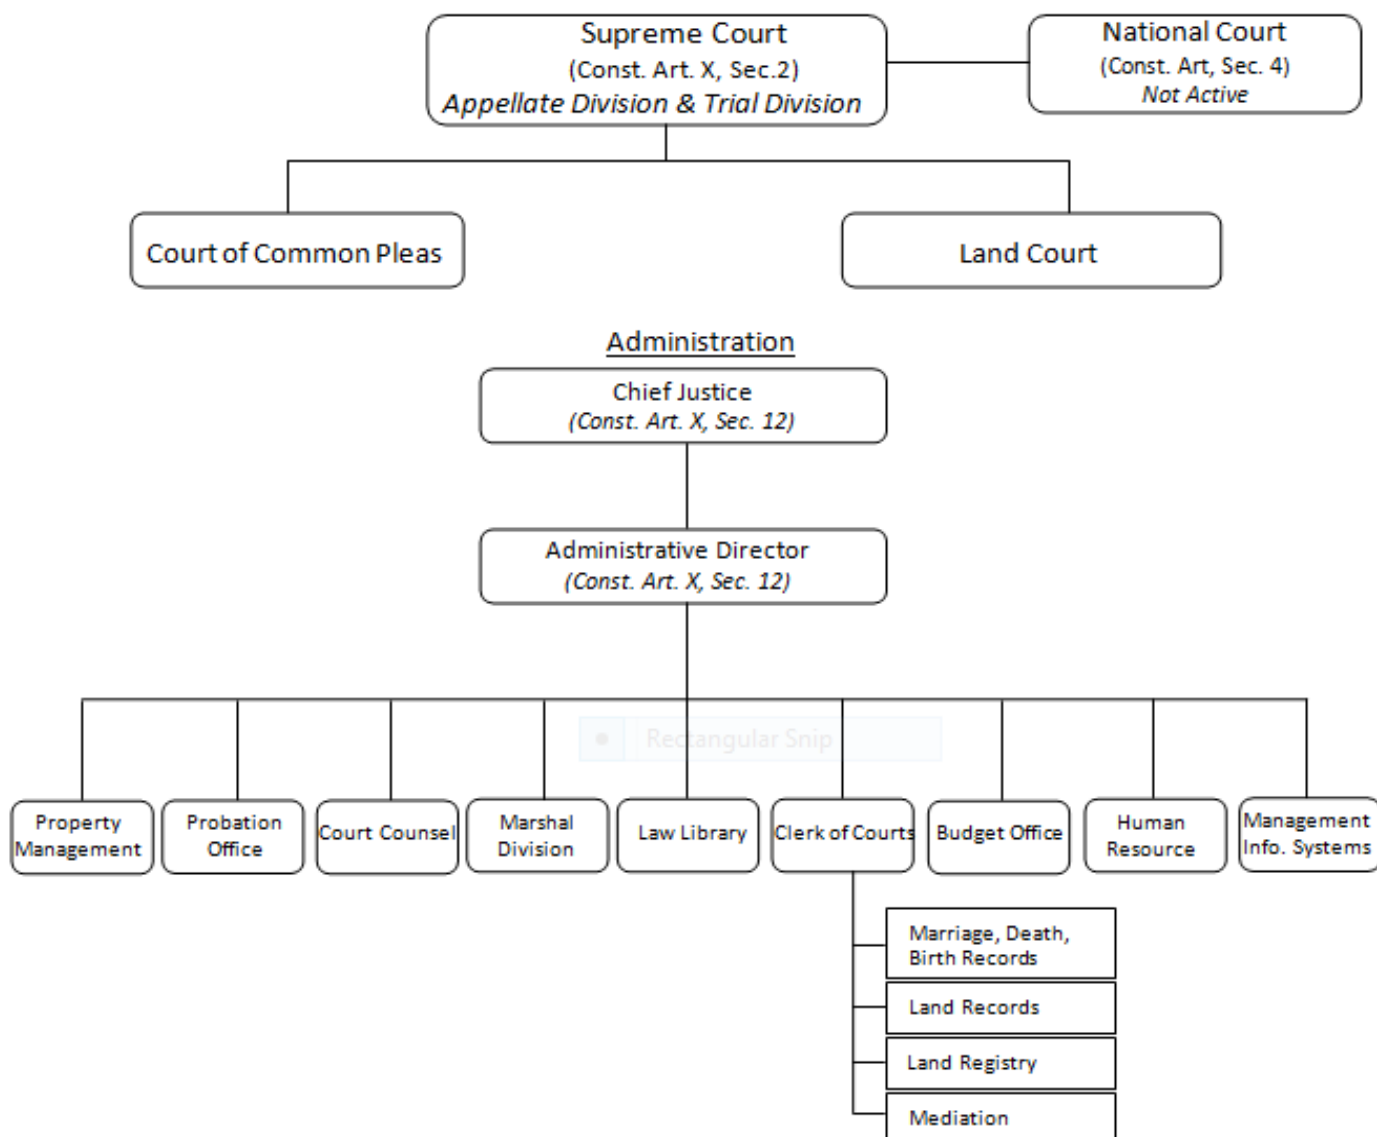 Supreme Court
(Const. Art. X, Sec.2)
Appellate Division & Trial Division
National Court
(Const. Art, Sec. 4)
Not Active
Court of Common Pleas
Land Court
Administration
Chief Justice
(Const. Art. X, Sec. 12)
Administrative Director
(Const. Art. X, Sec. 12)
Rectangular Snip
Property
Management
Probation
Office
Court Counsel
Marshal
Division
Law Library
Clerk of Courts
Budget Office
Human
Resource
Management
Info. Systems
Marriage, Death,
Birth Records
Land Records
Land Registry
Mediation